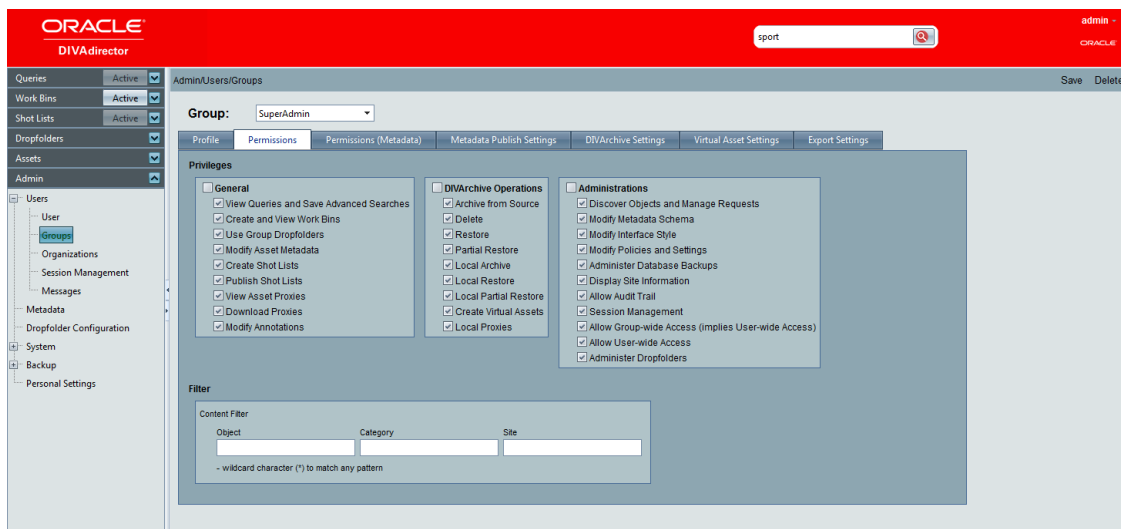 ORACLE
DIVAdirector
sport
admin -
ORACLE
Queries Active
Work Bins Active
Shot Lists Active
Dropfolders
Assets
Admin
Users
User
Groups
Organizations
Session Management
Messages
Metadata
Dropfolder Configuration
System
Backup
Personal Settings
Admin/Users/Groups
Save Delete
Group: SuperAdmin
Profile Permissions Permissions (Metadata) Metadata Publish Settings DIVArchive Settings Virtual Asset Settings Export Settings
Privileges
General
View Queries and Save Advanced Searches
Create and View Work Bins
Use Group Dropfolders
Modify Asset Metadata
Create Shot Lists
Publish Shot Lists
View Asset Proxies
Download Proxies
Modify Annotations
DIVArchive Operations
Archive from Source
Delete
Restore
Partial Restore
Local Archive
Local Restore
Local Partial Restore
Create Virtual Assets
Local Proxies
Administrations
Discover Objects and Manage Requests
Modify Metadata Schema
Modify Interface Style
Modify Policies and Settings
Administer Database Backups
Display Site Information
Allow Audit Trail
Session Management
Allow Group-wide Access (implies User-wide Access)
Allow User-wide Access
Administer Dropfolders
Filter
Content Filter
Object Category Site
- wildcard character (*) to match any pattern